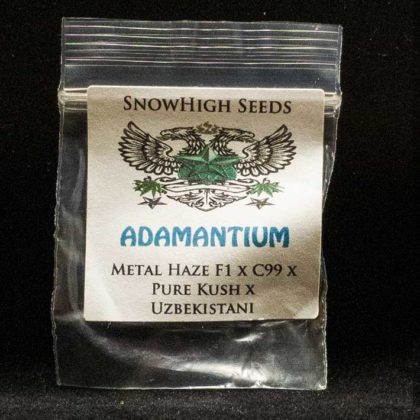 SnowHigh Seeds
ADAMANTIUM
Metal Haze F1 x C99 x
Pure Kush x
Uzbekistani